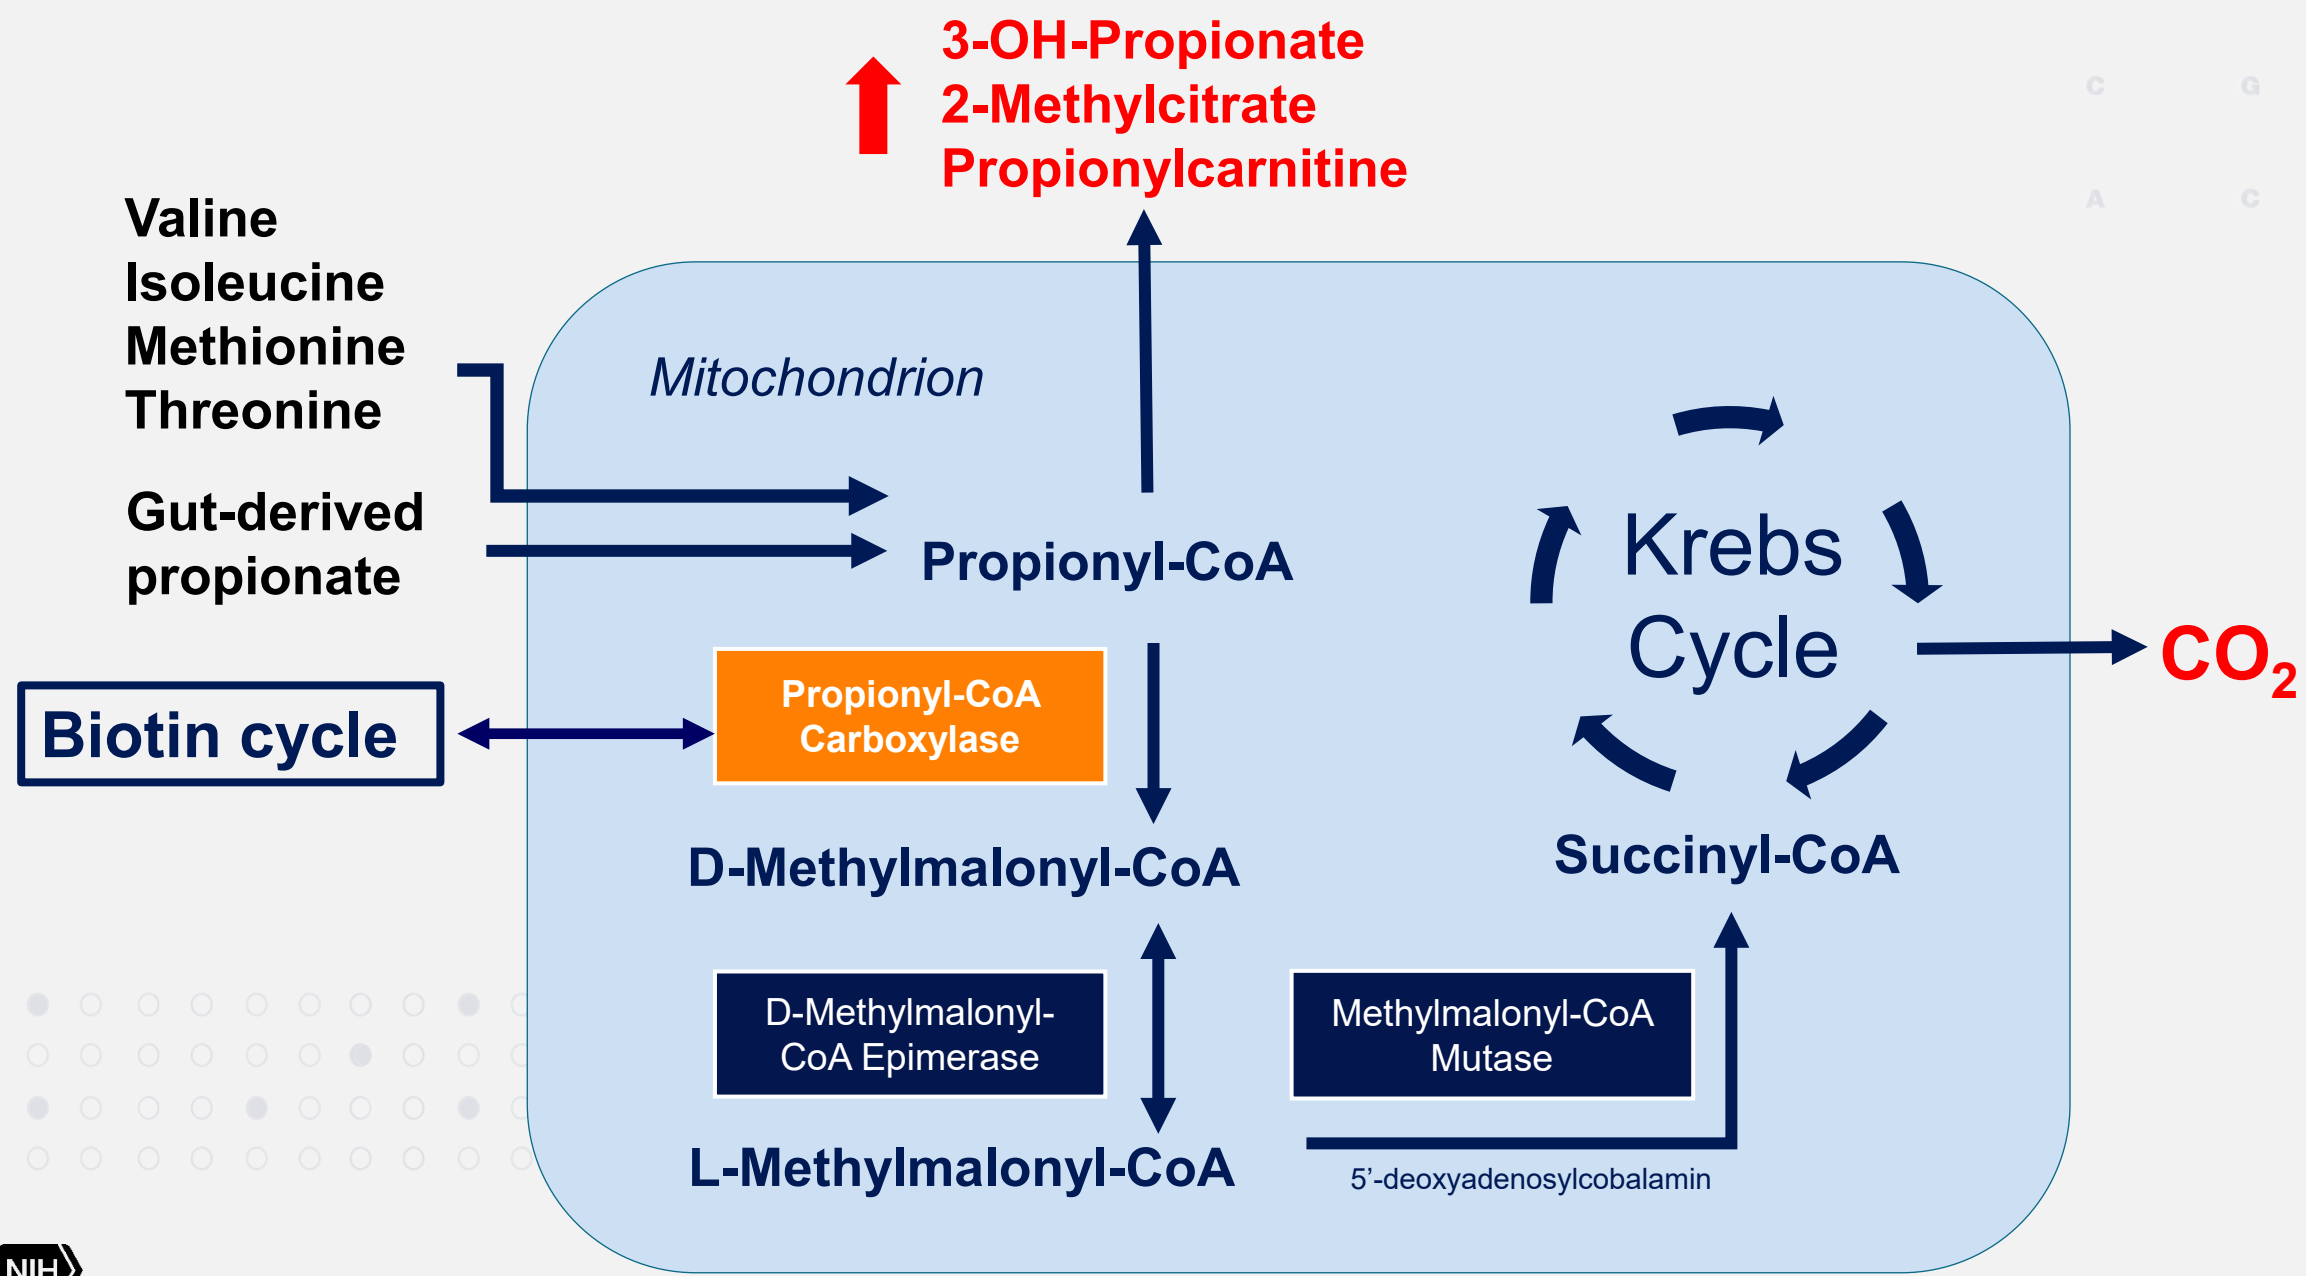 3-OH-Propionate
2-Methylcitrate
Propionylcarnitine
C G
A C
Valine
Isoleucine
Methionine
Threonine
Gut-derived
propionate
Mitochondrion
Propionyl-CoA
Krebs
Cycle
CO₂
Biotin cycle
Propionyl-CoA
Carboxylase
D-Methylmalonyl-CoA
Succinyl-CoA
D-Methylmalonyl-
CoA Epimerase
Methylmalonyl-CoA
Mutase
L-Methylmalonyl-CoA
5’-deoxyadenosylcobalamin
NIH